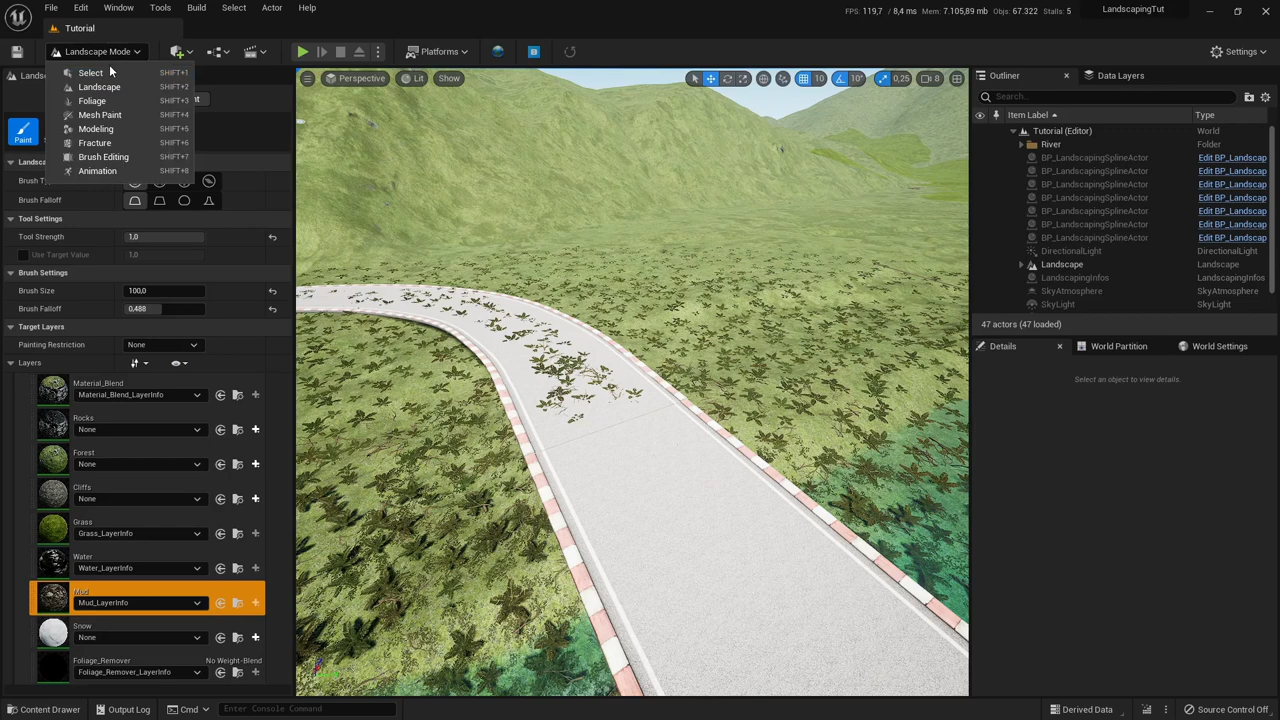 File Edit Window Tools Build Select Actor Help
FPS: 119,7 / 8,4 ms Mem: 7.105,89 mb Objs: 67.322 Stalls: 5
LandscapingTut
Tutorial
Landscape Mode
Platforms
Settings
Select SHIFT+1
Landscape SHIFT+2
Foliage SHIFT+3
Mesh Paint SHIFT+4
Modeling SHIFT+5
Fracture SHIFT+6
Brush Editing SHIFT+7
Animation SHIFT+8
Paint
Brush Falloff
Tool Settings
Tool Strength 1,0
Use Target Value 1,0
Brush Settings
Brush Size 100,0
Brush Falloff 0,488
Target Layers
Painting Restriction None
Layers
Material_Blend
Material_Blend_LayerInfo
Rocks
None
Forest
None
Cliffs
None
Grass
Grass_LayerInfo
Water
Water_LayerInfo
Mud
Mud_LayerInfo
Snow
None
Foliage_Remover No Weight-Blend
Foliage_Remover_LayerInfo
Perspective Lit Show
10 10° 0,25 8
Outliner Data Layers
Search...
Item Label Type
Tutorial (Editor) World
River Folder
BP_LandscapingSplineActor Edit BP_Landscap
BP_LandscapingSplineActor Edit BP_Landscap
BP_LandscapingSplineActor Edit BP_Landscap
BP_LandscapingSplineActor Edit BP_Landscap
BP_LandscapingSplineActor Edit BP_Landscap
BP_LandscapingSplineActor Edit BP_Landscap
BP_LandscapingSplineActor Edit BP_Landscap
DirectionalLight DirectionalLight
Landscape Landscape
LandscapingInfos LandscapingInfos
SkyAtmosphere SkyAtmosphere
SkyLight SkyLight
47 actors (47 loaded)
Details World Partition World Settings
Select an object to view details.
Content Drawer Output Log Cmd Enter Console Command
Derived Data Source Control Off